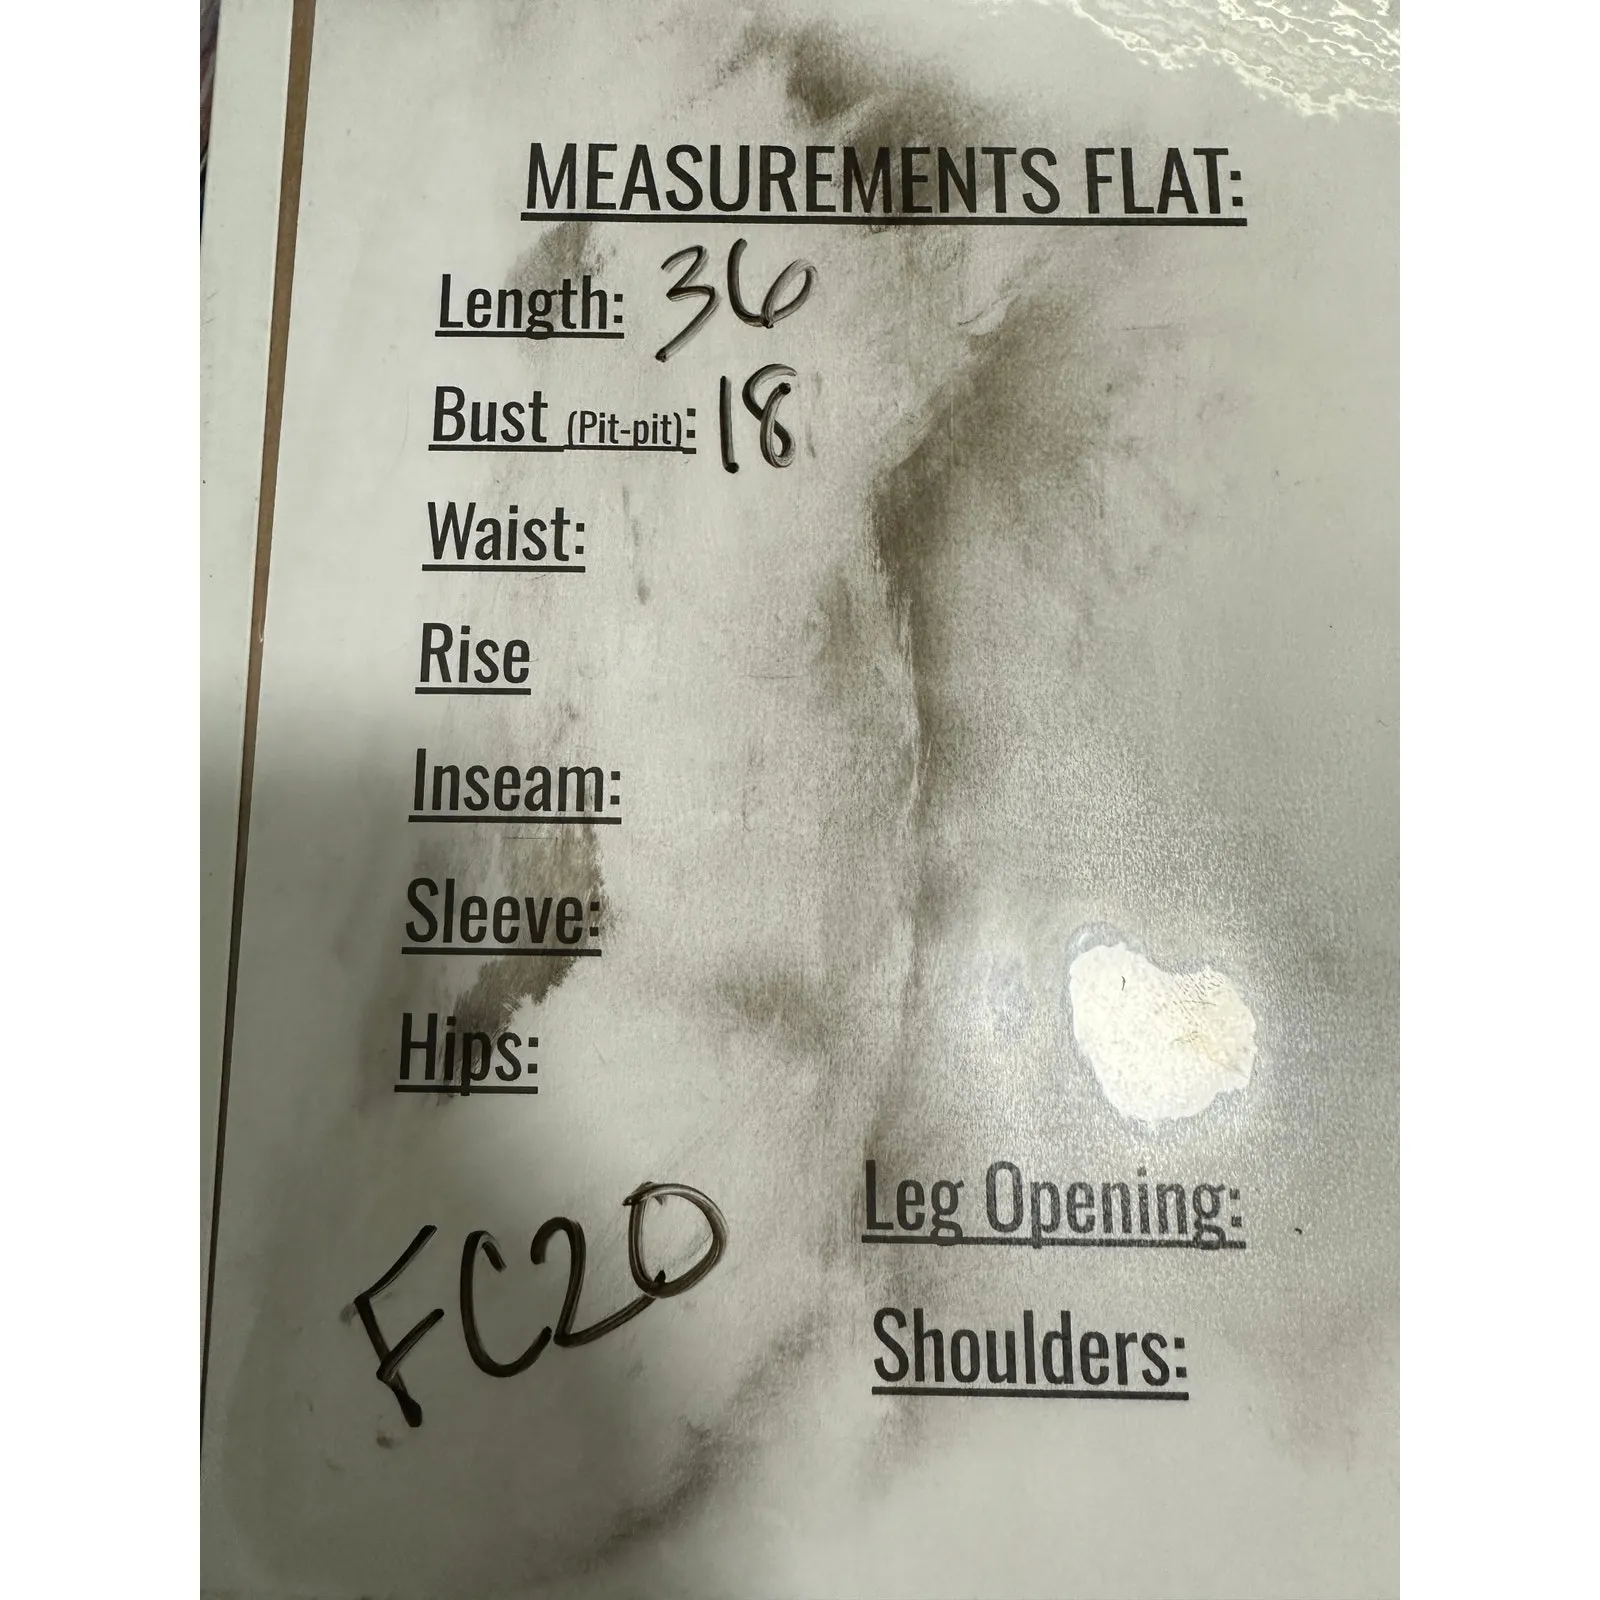 MEASUREMENTS FLAT:
Length: 36
Bust (Pit-pit): 18
Waist:
Rise
Inseam:
Sleeve:
Hips:
Leg Opening:
FC20
Shoulders: